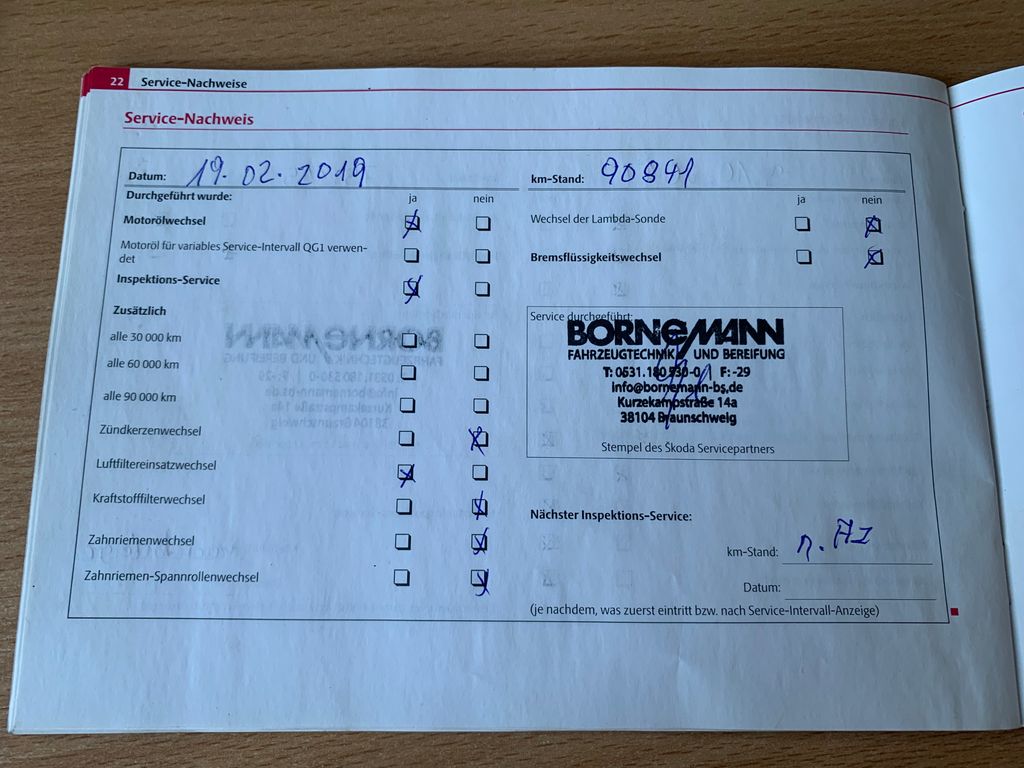 22 Service-Nachweise
Service-Nachweis
Datum: 19.02.2019
km-Stand: 90841
Durchgeführt wurde: ja nein
ja nein
Motorölwechsel
Wechsel der Lambda-Sonde
Motoröl für variables Service-Intervall QG1 verwen-
det
Bremsflüssigkeitswechsel
Inspektions-Service
Zusätzlich
alle 30 000 km
alle 60 000 km
alle 90 000 km
Zündkerzenwechsel
Luftfiltereinsatzwechsel
Kraftstofffilterwechsel
Zahnriemenwechsel
Zahnriemen-Spannrollenwechsel
Service durchgeführt:
BORNEMANN
FAHRZEUGTECHNIK UND BEREIFUNG
T: 0531.180 530-0 | F: -29
info@bornemann-bs.de
Kurzekampstraße 14a
38104 Braunschweig
Stempel des Škoda Servicepartners
Nächster Inspektions-Service:
km-Stand: n. AZ
Datum:
(je nachdem, was zuerst eintritt bzw. nach Service-Intervall-Anzeige)